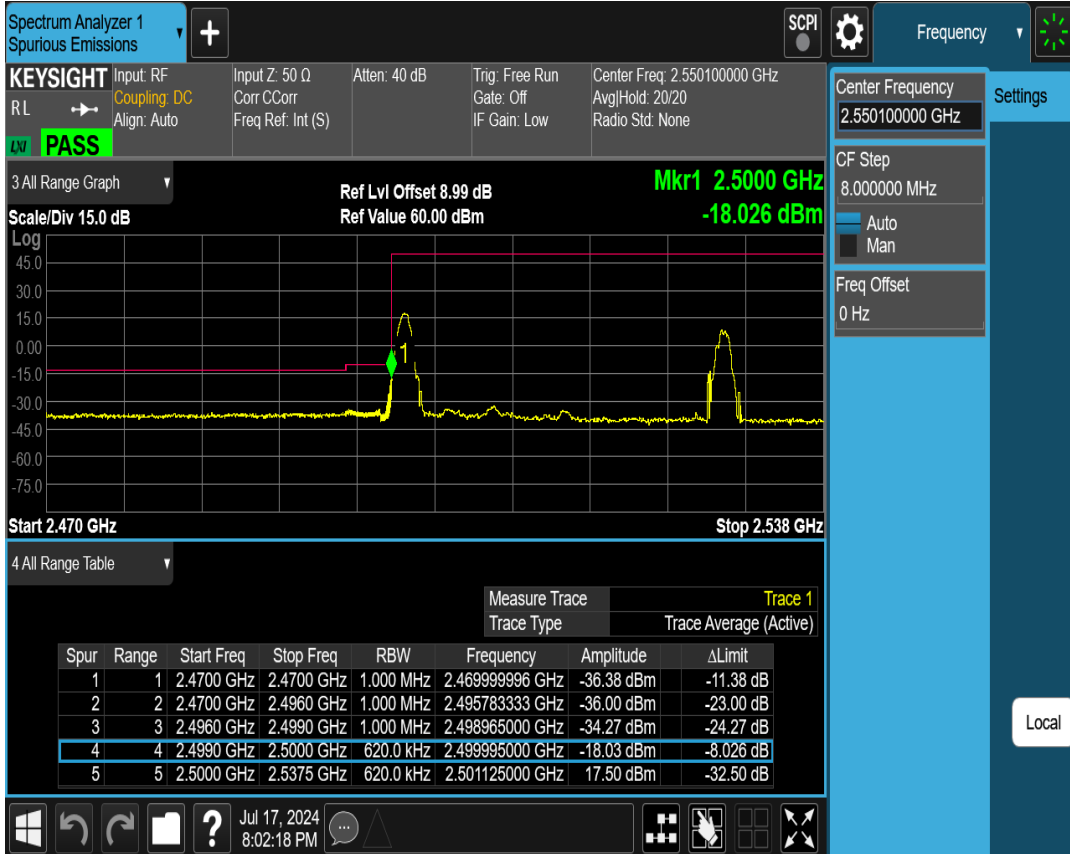 Spectrum Analyzer 1
Spurious Emissions
+
SCPI
Frequency
KEYSIGHT
RL
LXI
PASS
Input: RF
Coupling: DC
Align: Auto
Input Z: 50 Ω
Corr CCorr
Freq Ref: Int (S)
Atten: 40 dB
Trig: Free Run
Gate: Off
IF Gain: Low
Center Freq: 2.550100000 GHz
Avg|Hold: 20/20
Radio Std: None
Center Frequency
2.550100000 GHz
Settings
CF Step
8.000000 MHz
Auto
Man
Freq Offset
0 Hz
Local
3 All Range Graph
Scale/Div 15.0 dB
Ref Lvl Offset 8.99 dB
Ref Value 60.00 dBm
Mkr1 2.5000 GHz
-18.026 dBm
Log
45.0
30.0
15.0
0.00
-15.0
-30.0
-45.0
-60.0
-75.0
1
Start 2.470 GHz
Stop 2.538 GHz
4 All Range Table
Measure Trace Trace 1
Trace Type Trace Average (Active)
Spur Range Start Freq Stop Freq RBW Frequency Amplitude ΔLimit
1 1 2.4700 GHz 2.4700 GHz 1.000 MHz 2.469999996 GHz -36.38 dBm -11.38 dB
2 2 2.4700 GHz 2.4960 GHz 1.000 MHz 2.495783333 GHz -36.00 dBm -23.00 dB
3 3 2.4960 GHz 2.4990 GHz 1.000 MHz 2.498965000 GHz -34.27 dBm -24.27 dB
4 4 2.4990 GHz 2.5000 GHz 620.0 kHz 2.499995000 GHz -18.03 dBm -8.026 dB
5 5 2.5000 GHz 2.5375 GHz 620.0 kHz 2.501125000 GHz 17.50 dBm -32.50 dB
?
Jul 17, 2024
8:02:18 PM